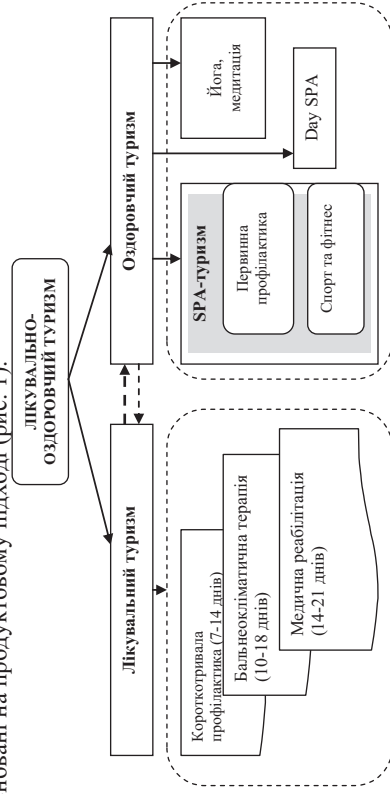 новані на продуктовому підході (рис. 1).
ЛІКУВАЛЬНО-
ОЗДОРОВЧИЙ ТУРИЗМ
Лікувальний туризм
Оздоровчий туризм
Короткотривала
профілактика (7-14 днів)
Бальнеокліматична терапія
(10-18 днів)
Медична реабілітація
(14-21 днів)
SPA-туризм
Первинна
профілактика
Спорт та фітнес
Day SPA
Йога,
медитація